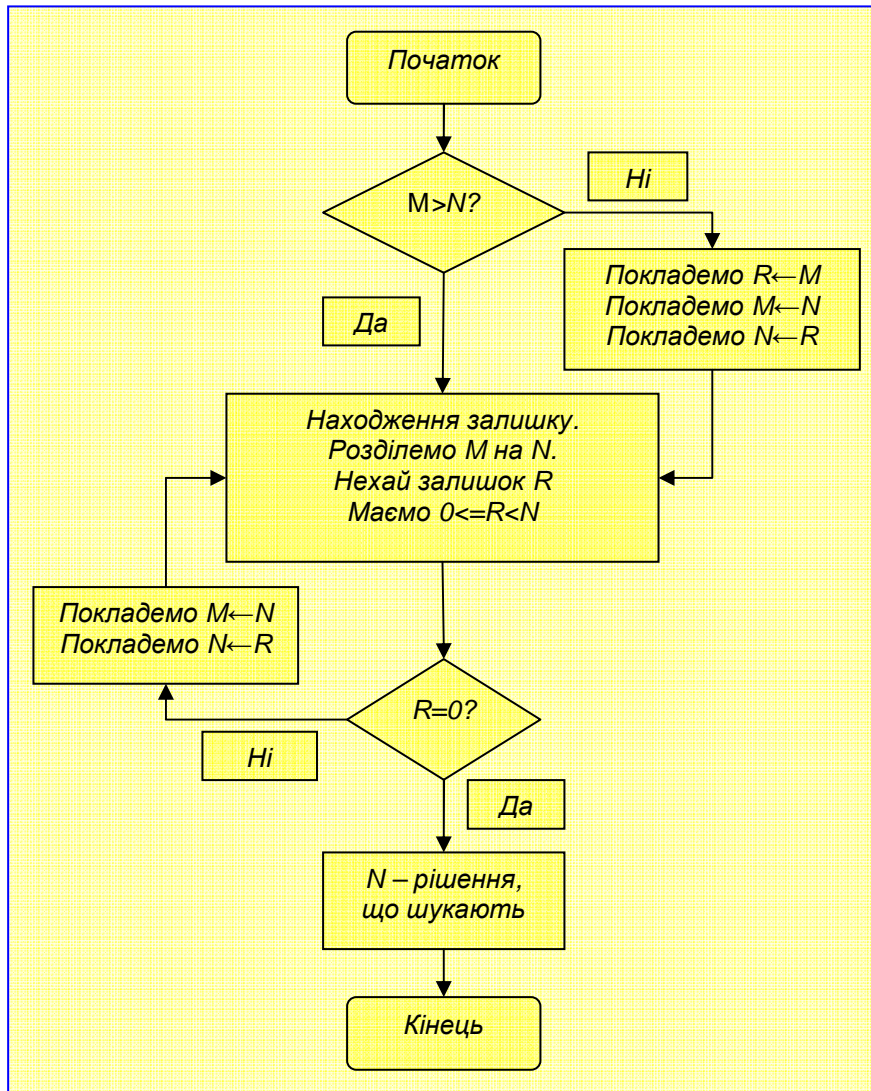 Початок
M>N?
Ні
Покладемо R←M
Покладемо M←N
Покладемо N←R
Да
Находження залишку.
Розділемо M на N.
Нехай залишок R
Маємо 0<=R<N
Покладемо M←N
Покладемо N←R
R=0?
Ні
Да
N – рішення,
що шукають
Кінець